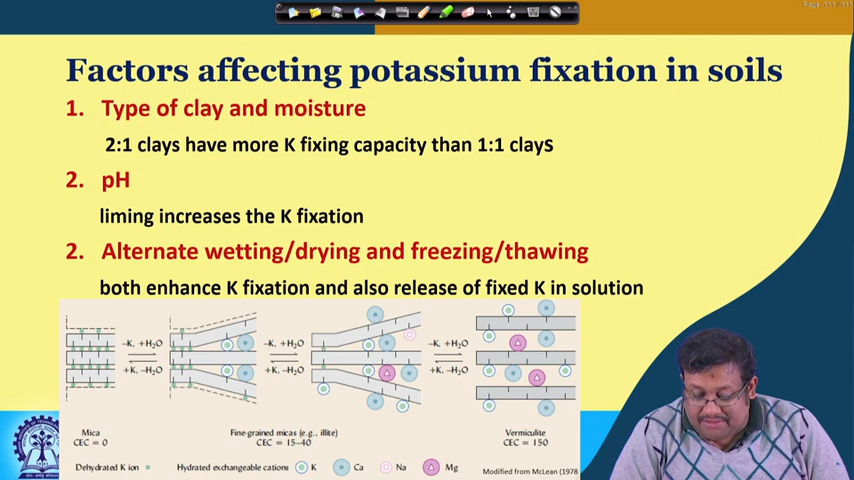 Factors affecting potassium fixation in soils
1. Type of clay and moisture
2:1 clays have more K fixing capacity than 1:1 clays
2. pH
liming increases the K fixation
2. Alternate wetting/drying and freezing/thawing
both enhance K fixation and also release of fixed K in solution
–K, +H₂O
+K, –H₂O
–K, +H₂O
+K, –H₂O
–K, +H₂O
+K, –H₂O
Mica
CEC = 0
Fine-grained micas (e.g., illite)
CEC = 15–40
Vermiculite
CEC = 150
Dehydrated K ion
Hydrated exchangeable cations
K
Ca
Na
Mg
Modified from McLean (1978